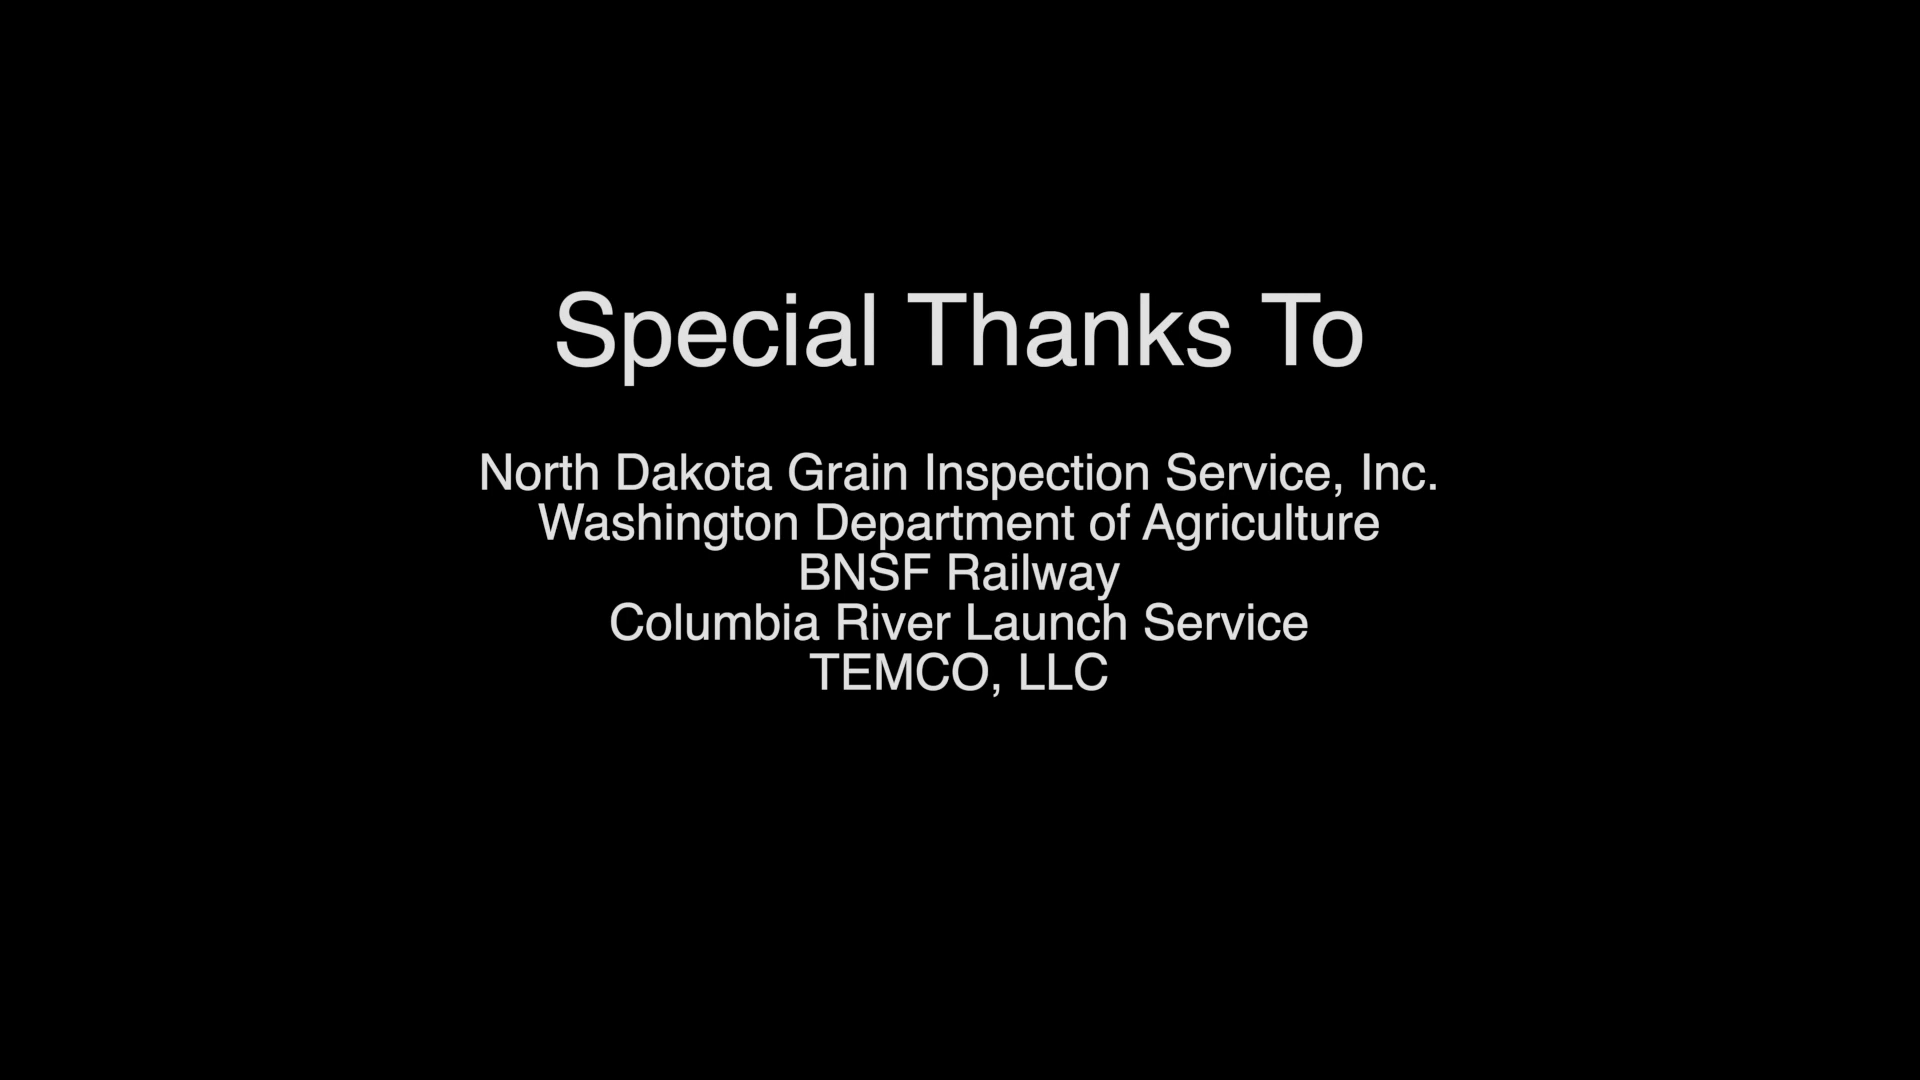 Special Thanks To
North Dakota Grain Inspection Service, Inc.
Washington Department of Agriculture
BNSF Railway
Columbia River Launch Service
TEMCO, LLC